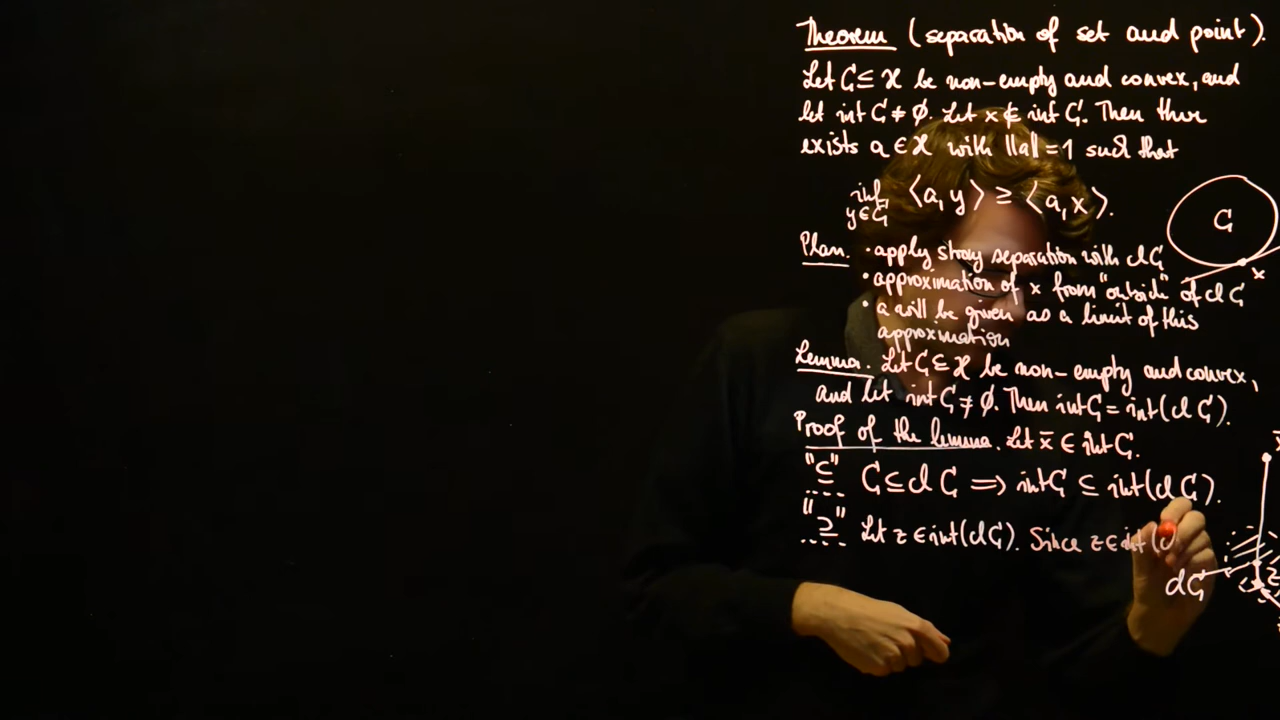 Theorem (separation of set and point).
Let C ⊆ H be non-empty and convex, and
let int C ≠ ∅. Let x ∉ int C. Then there
exists a ∈ H with ||a|| = 1 such that
inf_{y∈C} ⟨a, y⟩ ≥ ⟨a, x⟩.
C
x
Plan. • apply strong separation with cl C
• approximation of x from "outside" of cl C
• a will be given as a limit of this
approximation
Lemma. Let C ⊆ H be non-empty and convex,
and let int C ≠ ∅. Then int C = int(cl C).
Proof of the lemma. Let x̄ ∈ int C.
"⊆" C ⊆ cl C ⟹ int C ⊆ int(cl C).
"⊇" Let z ∈ int(cl C). Since z ∈ int(c
cl C
z